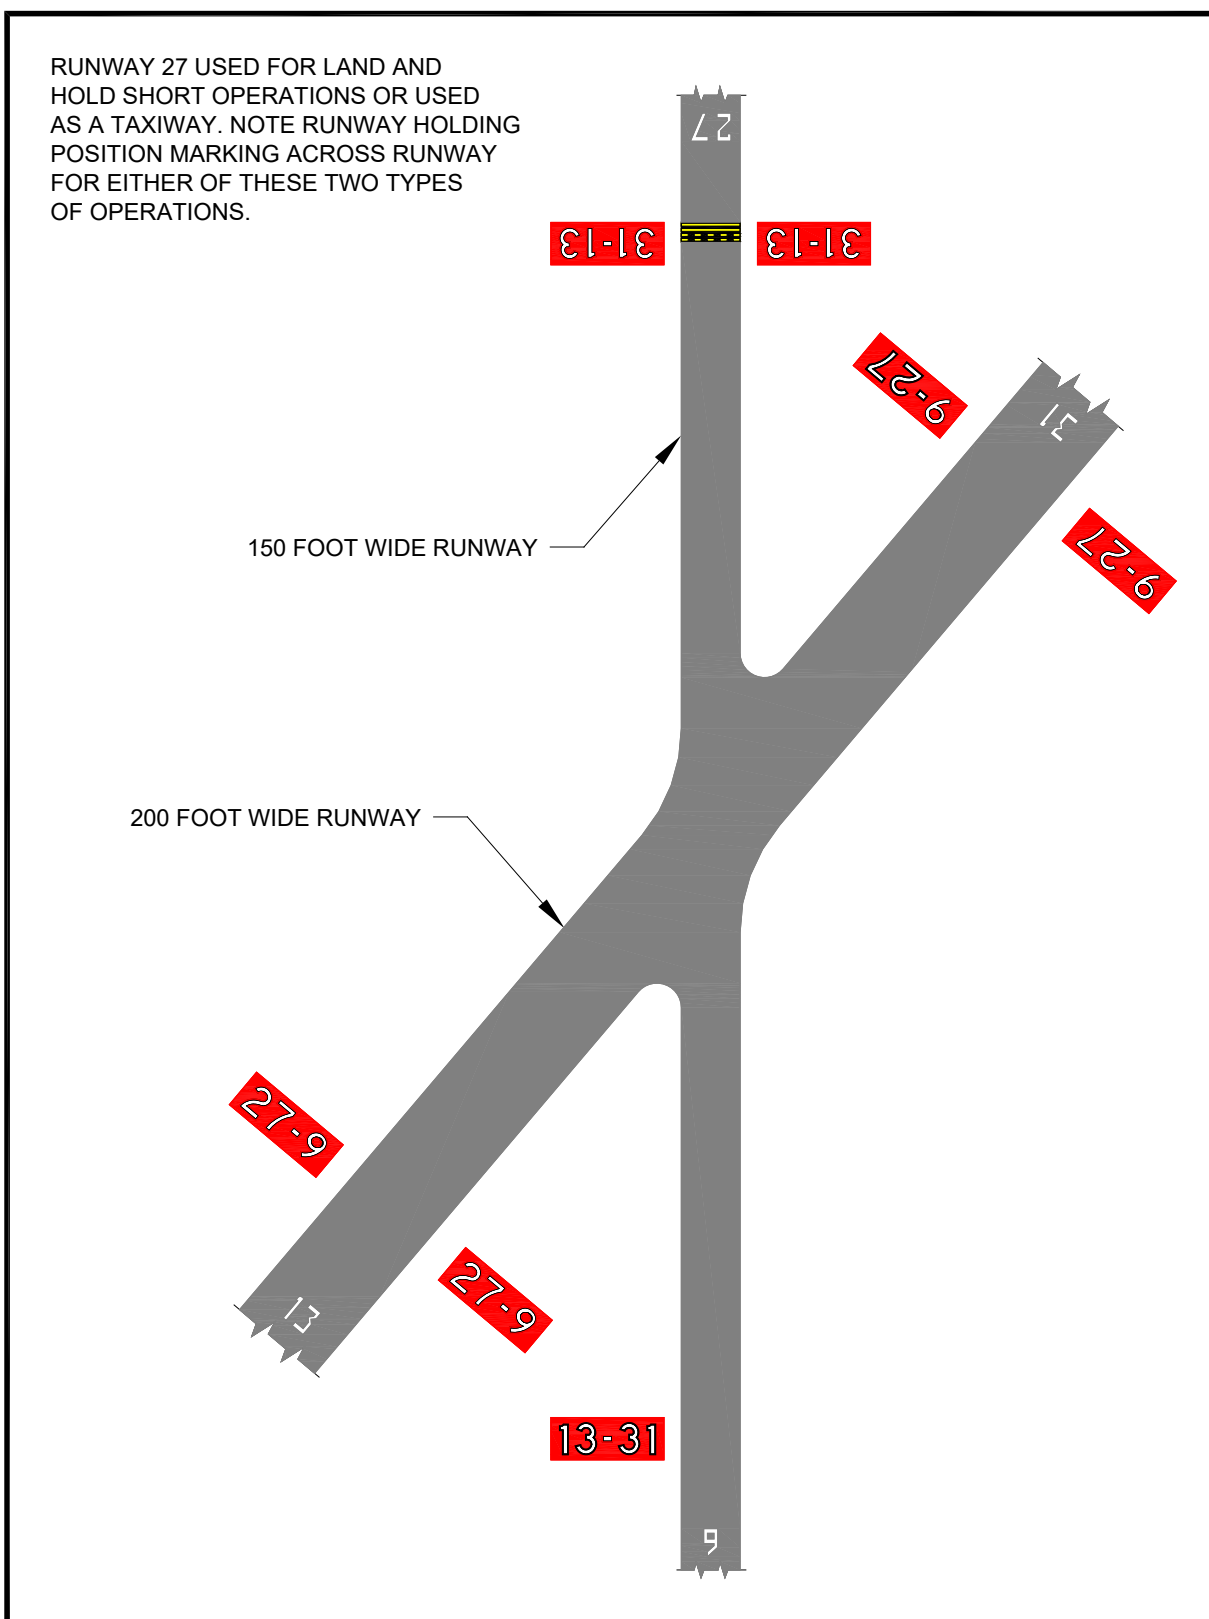 RUNWAY 27 USED FOR LAND AND
HOLD SHORT OPERATIONS OR USED
AS A TAXIWAY. NOTE RUNWAY HOLDING
POSITION MARKING ACROSS RUNWAY
FOR EITHER OF THESE TWO TYPES
OF OPERATIONS.
27
31-13
31-13
9-27
31
9-27
150 FOOT WIDE RUNWAY
200 FOOT WIDE RUNWAY
27-9
27-9
13
13-31
9